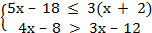 5x − 18 ≤ 3(x + 2)
4x − 8 > 3x − 12